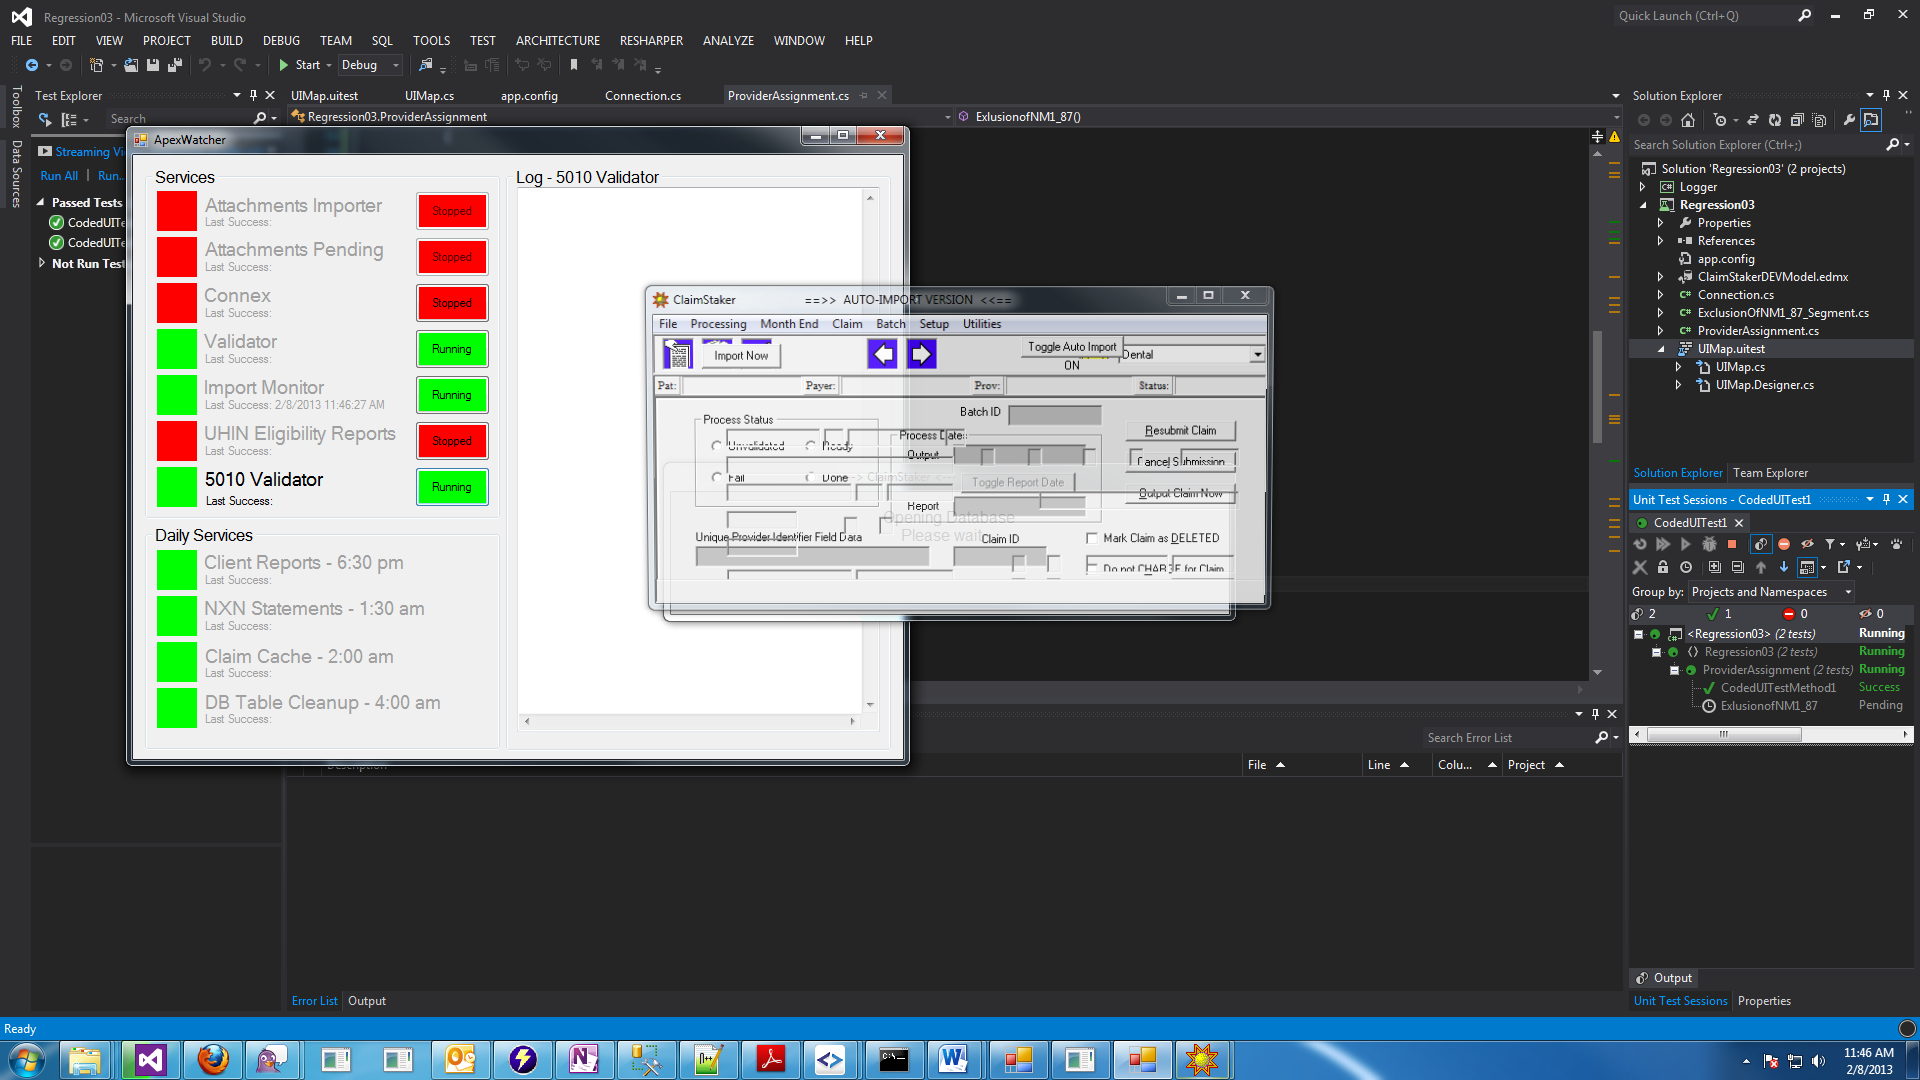 Regression03 - Microsoft Visual Studio
Quick Launch (Ctrl+Q)
FILE EDIT VIEW PROJECT BUILD DEBUG TEAM SQL TOOLS TEST ARCHITECTURE RESHARPER ANALYZE WINDOW HELP
Start Debug
Toolbox
Data Sources
Test Explorer
Search
Streaming Vi
Run All Run...
Passed Tests
CodedUITe
CodedUITe
Not Run Test
UIMap.uitest UIMap.cs app.config Connection.cs ProviderAssignment.cs
Regression03.ProviderAssignment
ExlusionofNM1_87()
ApexWatcher
Services
Attachments Importer
Last Success:
Stopped
Attachments Pending
Last Success:
Stopped
Connex
Last Success:
Stopped
Validator
Last Success:
Running
Import Monitor
Last Success: 2/8/2013 11:46:27 AM
Running
UHIN Eligibility Reports
Last Success:
Stopped
5010 Validator
Last Success:
Running
Daily Services
Client Reports - 6:30 pm
Last Success:
NXN Statements - 1:30 am
Last Success:
Claim Cache - 2:00 am
Last Success:
DB Table Cleanup - 4:00 am
Last Success:
Log - 5010 Validator
ClaimStaker ==>> AUTO-IMPORT VERSION <<==
File Processing Month End Claim Batch Setup Utilities
Import Now
Toggle Auto Import
ON
Dental
Pat: Payer: Prov: Status:
Process Status
Unvalidated Ready
Fail Done
Batch ID
Process Dates:
Output
Toggle Report Date
Report
Resubmit Claim
Cancel Submission
Output Claim Now
-> ClaimStaker <-
Opening Database
Please wait
Unique Provider Identifier Field Data
Claim ID
Mark Claim as DELETED
Do not CHARGE for Claim
Description
Search Error List
File Line Colu... Project
Error List Output
Solution Explorer
Search Solution Explorer (Ctrl+;)
Solution 'Regression03' (2 projects)
Logger
Regression03
Properties
References
app.config
ClaimStakerDEVModel.edmx
Connection.cs
ExclusionOfNM1_87_Segment.cs
ProviderAssignment.cs
UIMap.uitest
UIMap.cs
UIMap.Designer.cs
Solution Explorer Team Explorer
Unit Test Sessions - CodedUITest1
CodedUITest1
Group by: Projects and Namespaces
2 1 0 0
<Regression03> (2 tests) Running
Regression03 (2 tests) Running
ProviderAssignment (2 tests) Running
CodedUITestMethod1 Success
ExlusionofNM1_87 Pending
Output
Unit Test Sessions Properties
Ready
11:46 AM
2/8/2013